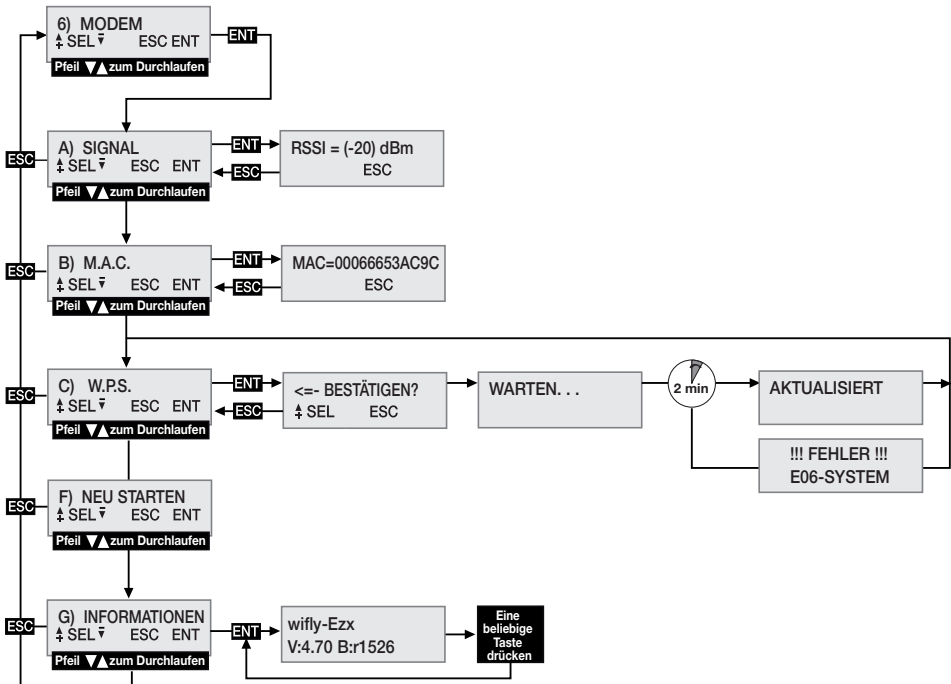 6) MODEM
SEL ESC ENT
ENT
Pfeil zum Durchlaufen
A) SIGNAL
SEL ESC ENT
Pfeil zum Durchlaufen
ESC
ENT
ESC
RSSI = (-20) dBm
ESC
B) M.A.C.
SEL ESC ENT
Pfeil zum Durchlaufen
ESC
ENT
ESC
MAC=00066653AC9C
ESC
C) W.P.S.
SEL ESC ENT
Pfeil zum Durchlaufen
ESC
ENT
ESC
<=- BESTÄTIGEN?
SEL ESC
WARTEN. . .
2 min
AKTUALISIERT
!!! FEHLER !!!
E06-SYSTEM
F) NEU STARTEN
SEL ESC ENT
Pfeil zum Durchlaufen
ESC
G) INFORMATIONEN
SEL ESC ENT
Pfeil zum Durchlaufen
ESC
ENT
wifly-Ezx
V:4.70 B:r1526
Eine
beliebige
Taste
drücken